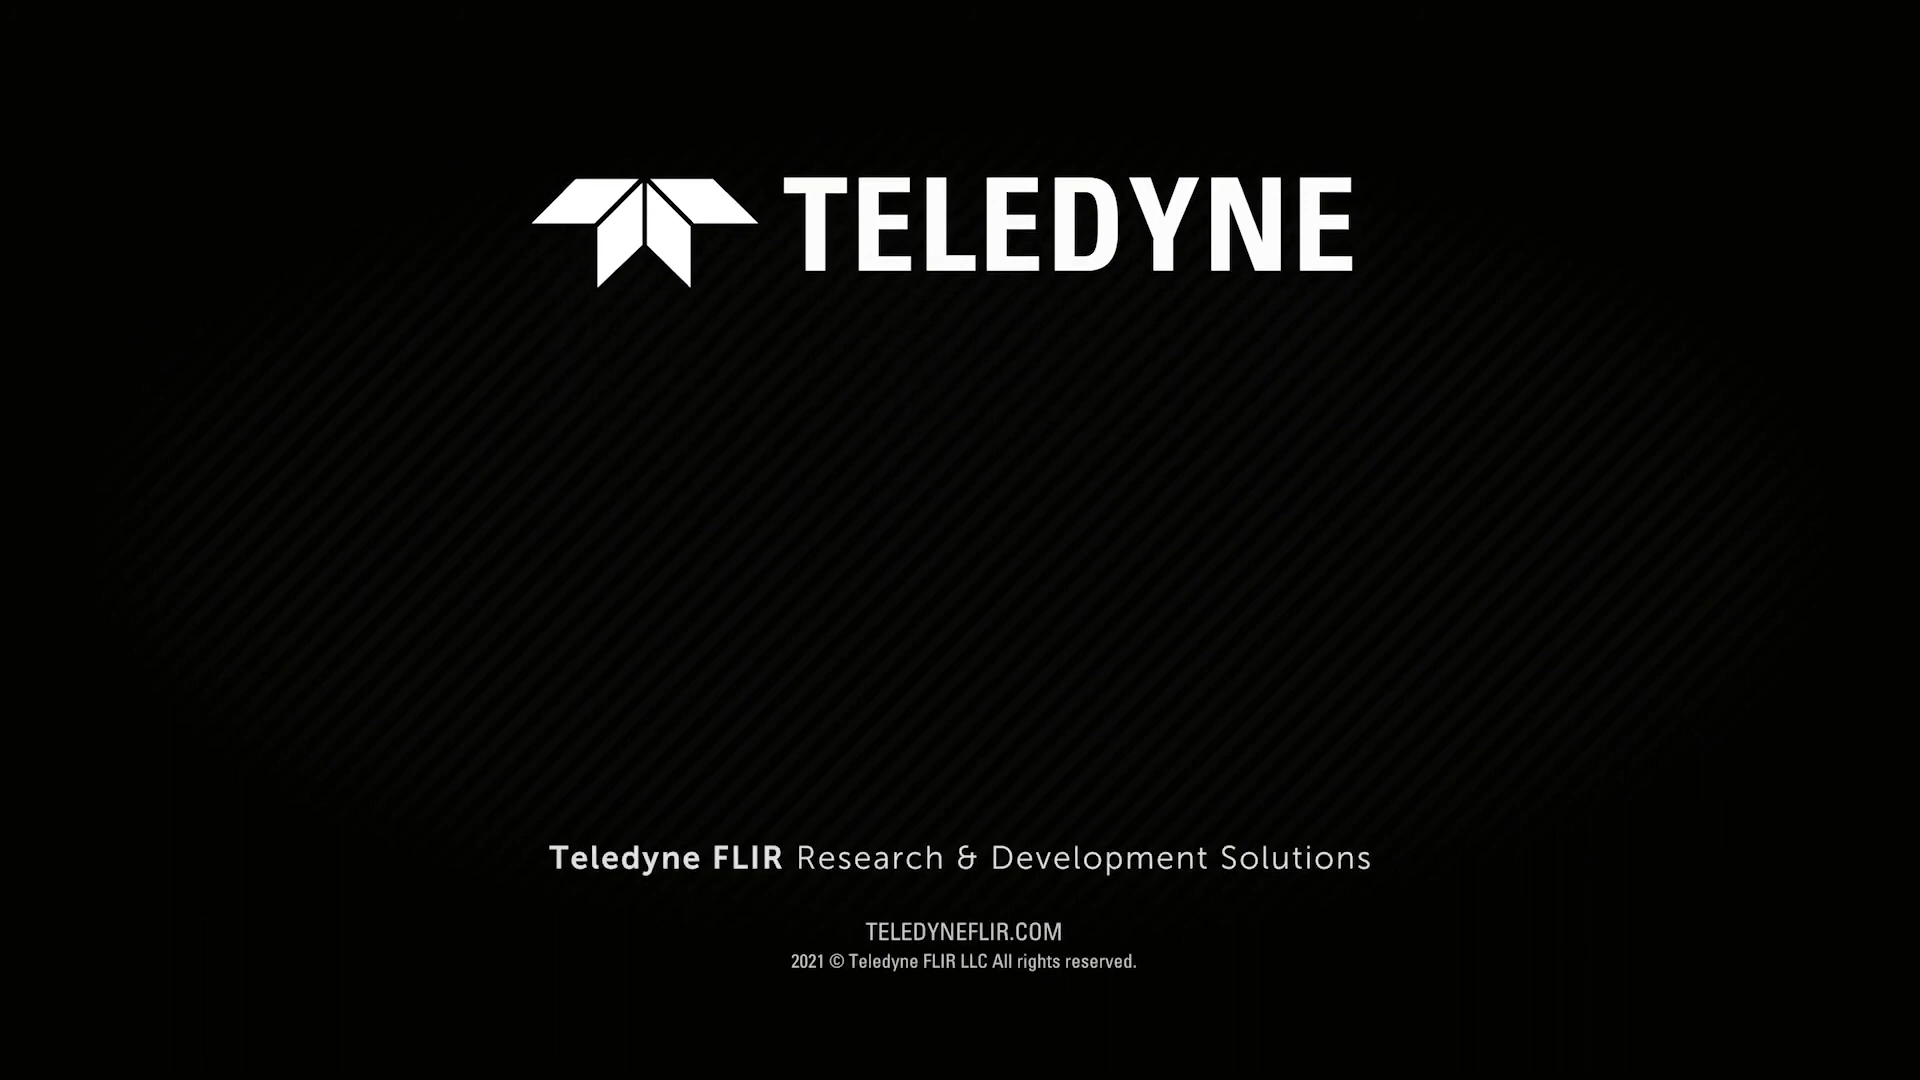 TELEDYNE
Teledyne FLIR Research & Development Solutions
TELEDYNEFLIR.COM
2021 © Teledyne FLIR LLC All rights reserved.